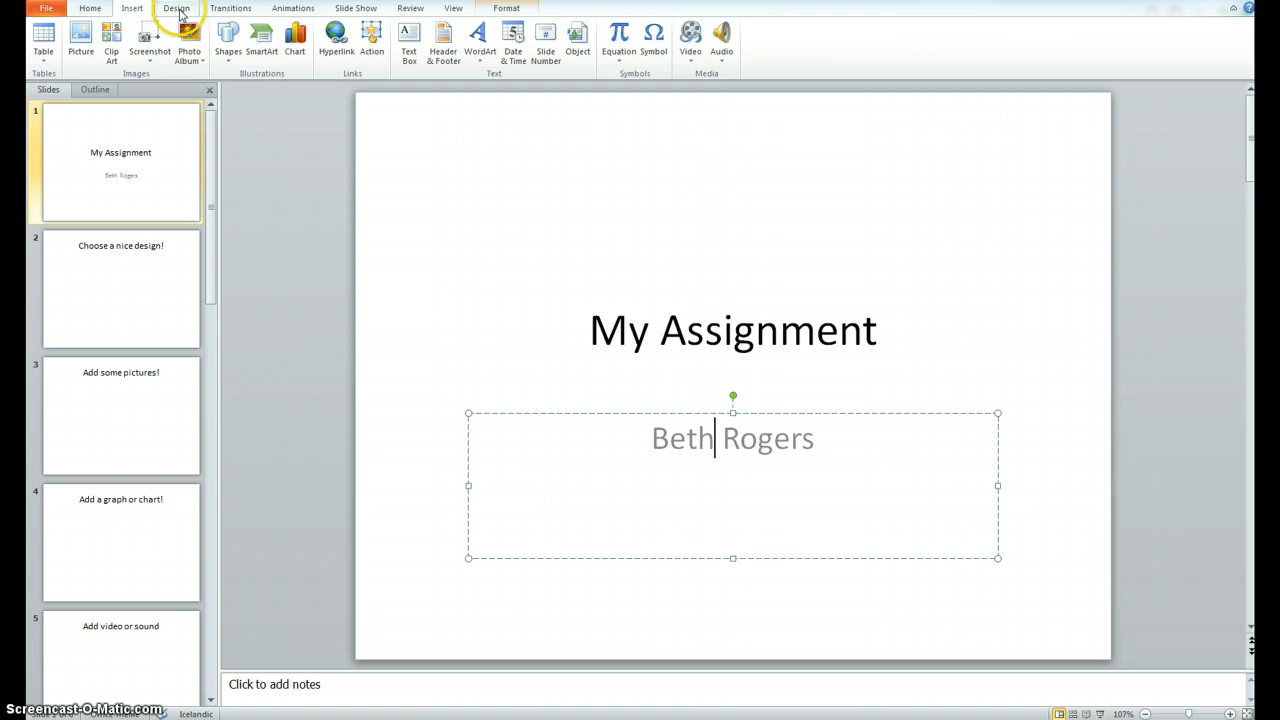 File Home Insert Design Transitions Animations Slide Show Review View Format
Table Picture Clip Art Screenshot Photo Album Shapes SmartArt Chart Hyperlink Action Text Box Header & Footer WordArt Date & Time Slide Number Object Equation Symbol Video Audio
Tables Images Illustrations Links Text Symbols Media
Slides Outline
1
My Assignment
Beth Rogers
2
Choose a nice design!
3
Add some pictures!
4
Add a graph or chart!
5
Add video or sound
My Assignment
Beth Rogers
Click to add notes
Screencast-O-Matic.com
Icelandic
107%